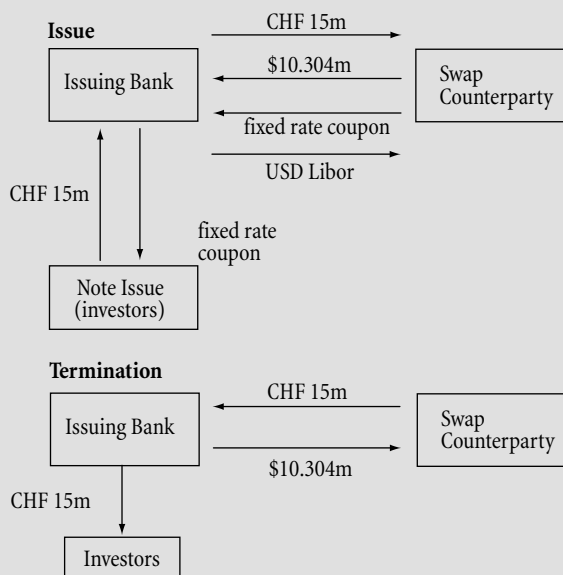 Issue
CHF 15m
Issuing Bank
$10.304m
Swap
Counterparty
fixed rate coupon
USD Libor
CHF 15m
fixed rate
coupon
Note Issue
(investors)
Termination
CHF 15m
Issuing Bank
Swap
Counterparty
$10.304m
CHF 15m
Investors